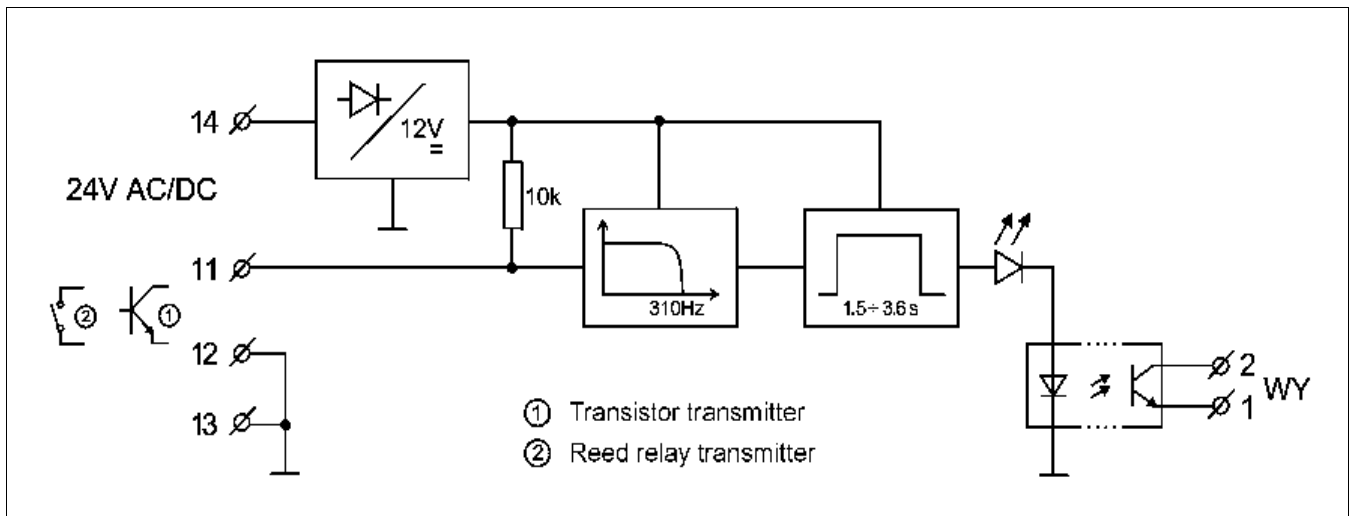 14
12V
=
24V AC/DC
10k
11
310Hz
1.5÷3.6s
② ①
12
2
WY
1
13
① Transistor transmitter
② Reed relay transmitter